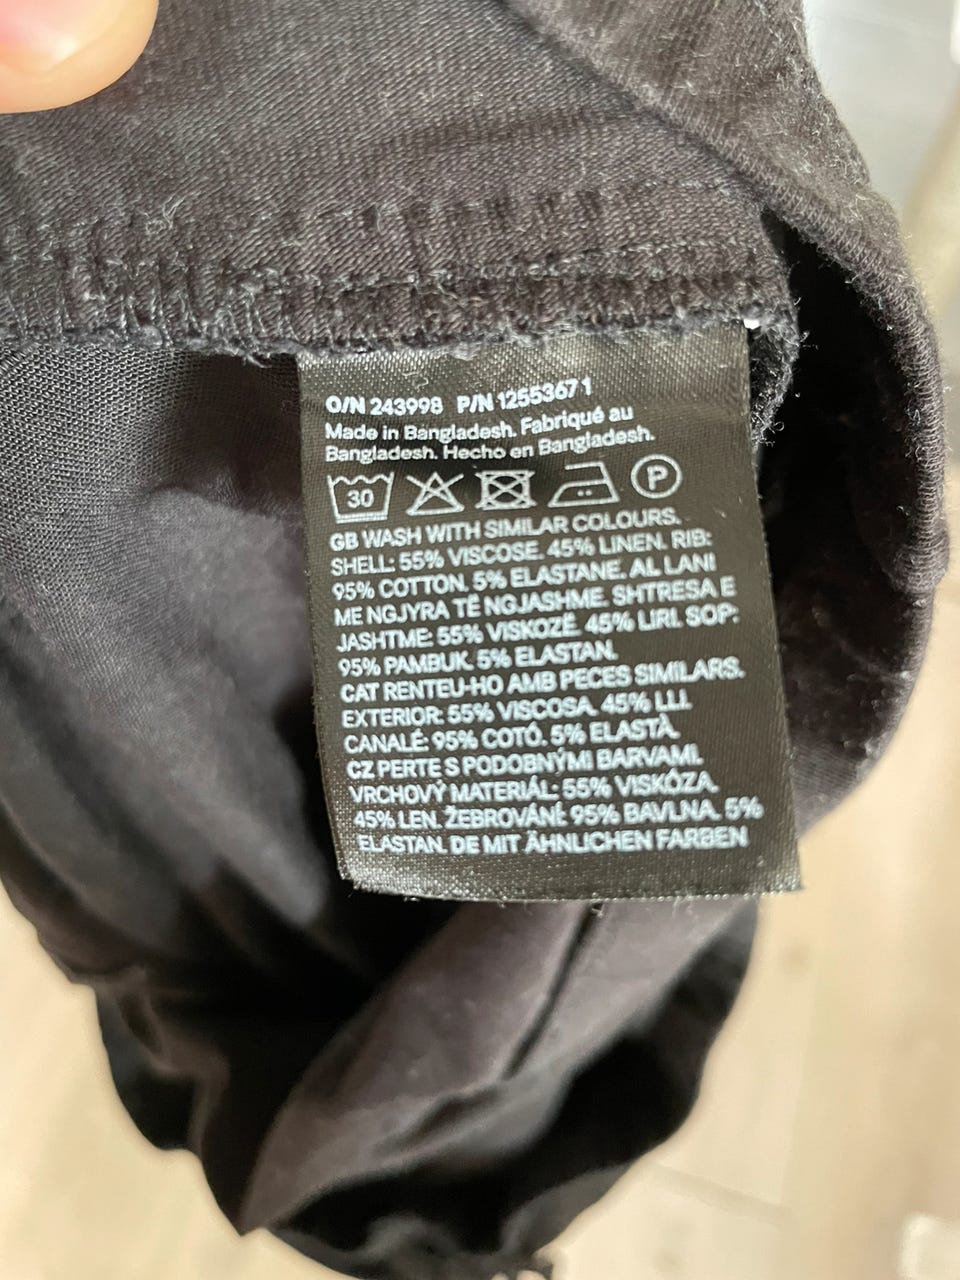 O/N 243998 P/N 1255367 1
Made in Bangladesh. Fabriqué au
Bangladesh. Hecho en Bangladesh.
30 P
GB WASH WITH SIMILAR COLOURS.
SHELL: 55% VISCOSE. 45% LINEN. RIB:
95% COTTON. 5% ELASTANE. AL LANI
ME NGJYRA TË NGJASHME. SHTRESA E
JASHTME: 55% VISKOZË. 45% LIRI. SOP:
95% PAMBUK. 5% ELASTAN.
CAT RENTEU-HO AMB PECES SIMILARS.
EXTERIOR: 55% VISCOSA. 45% LLI.
CANALÉ: 95% COTÓ. 5% ELASTÀ.
CZ PERTE S PODOBNÝMI BARVAMI.
VRCHOVÝ MATERIÁL: 55% VISKÓZA.
45% LEN. ŽEBROVÁNÍ: 95% BAVLNA. 5%
ELASTAN. DE MIT ÄHNLICHEN FARBEN